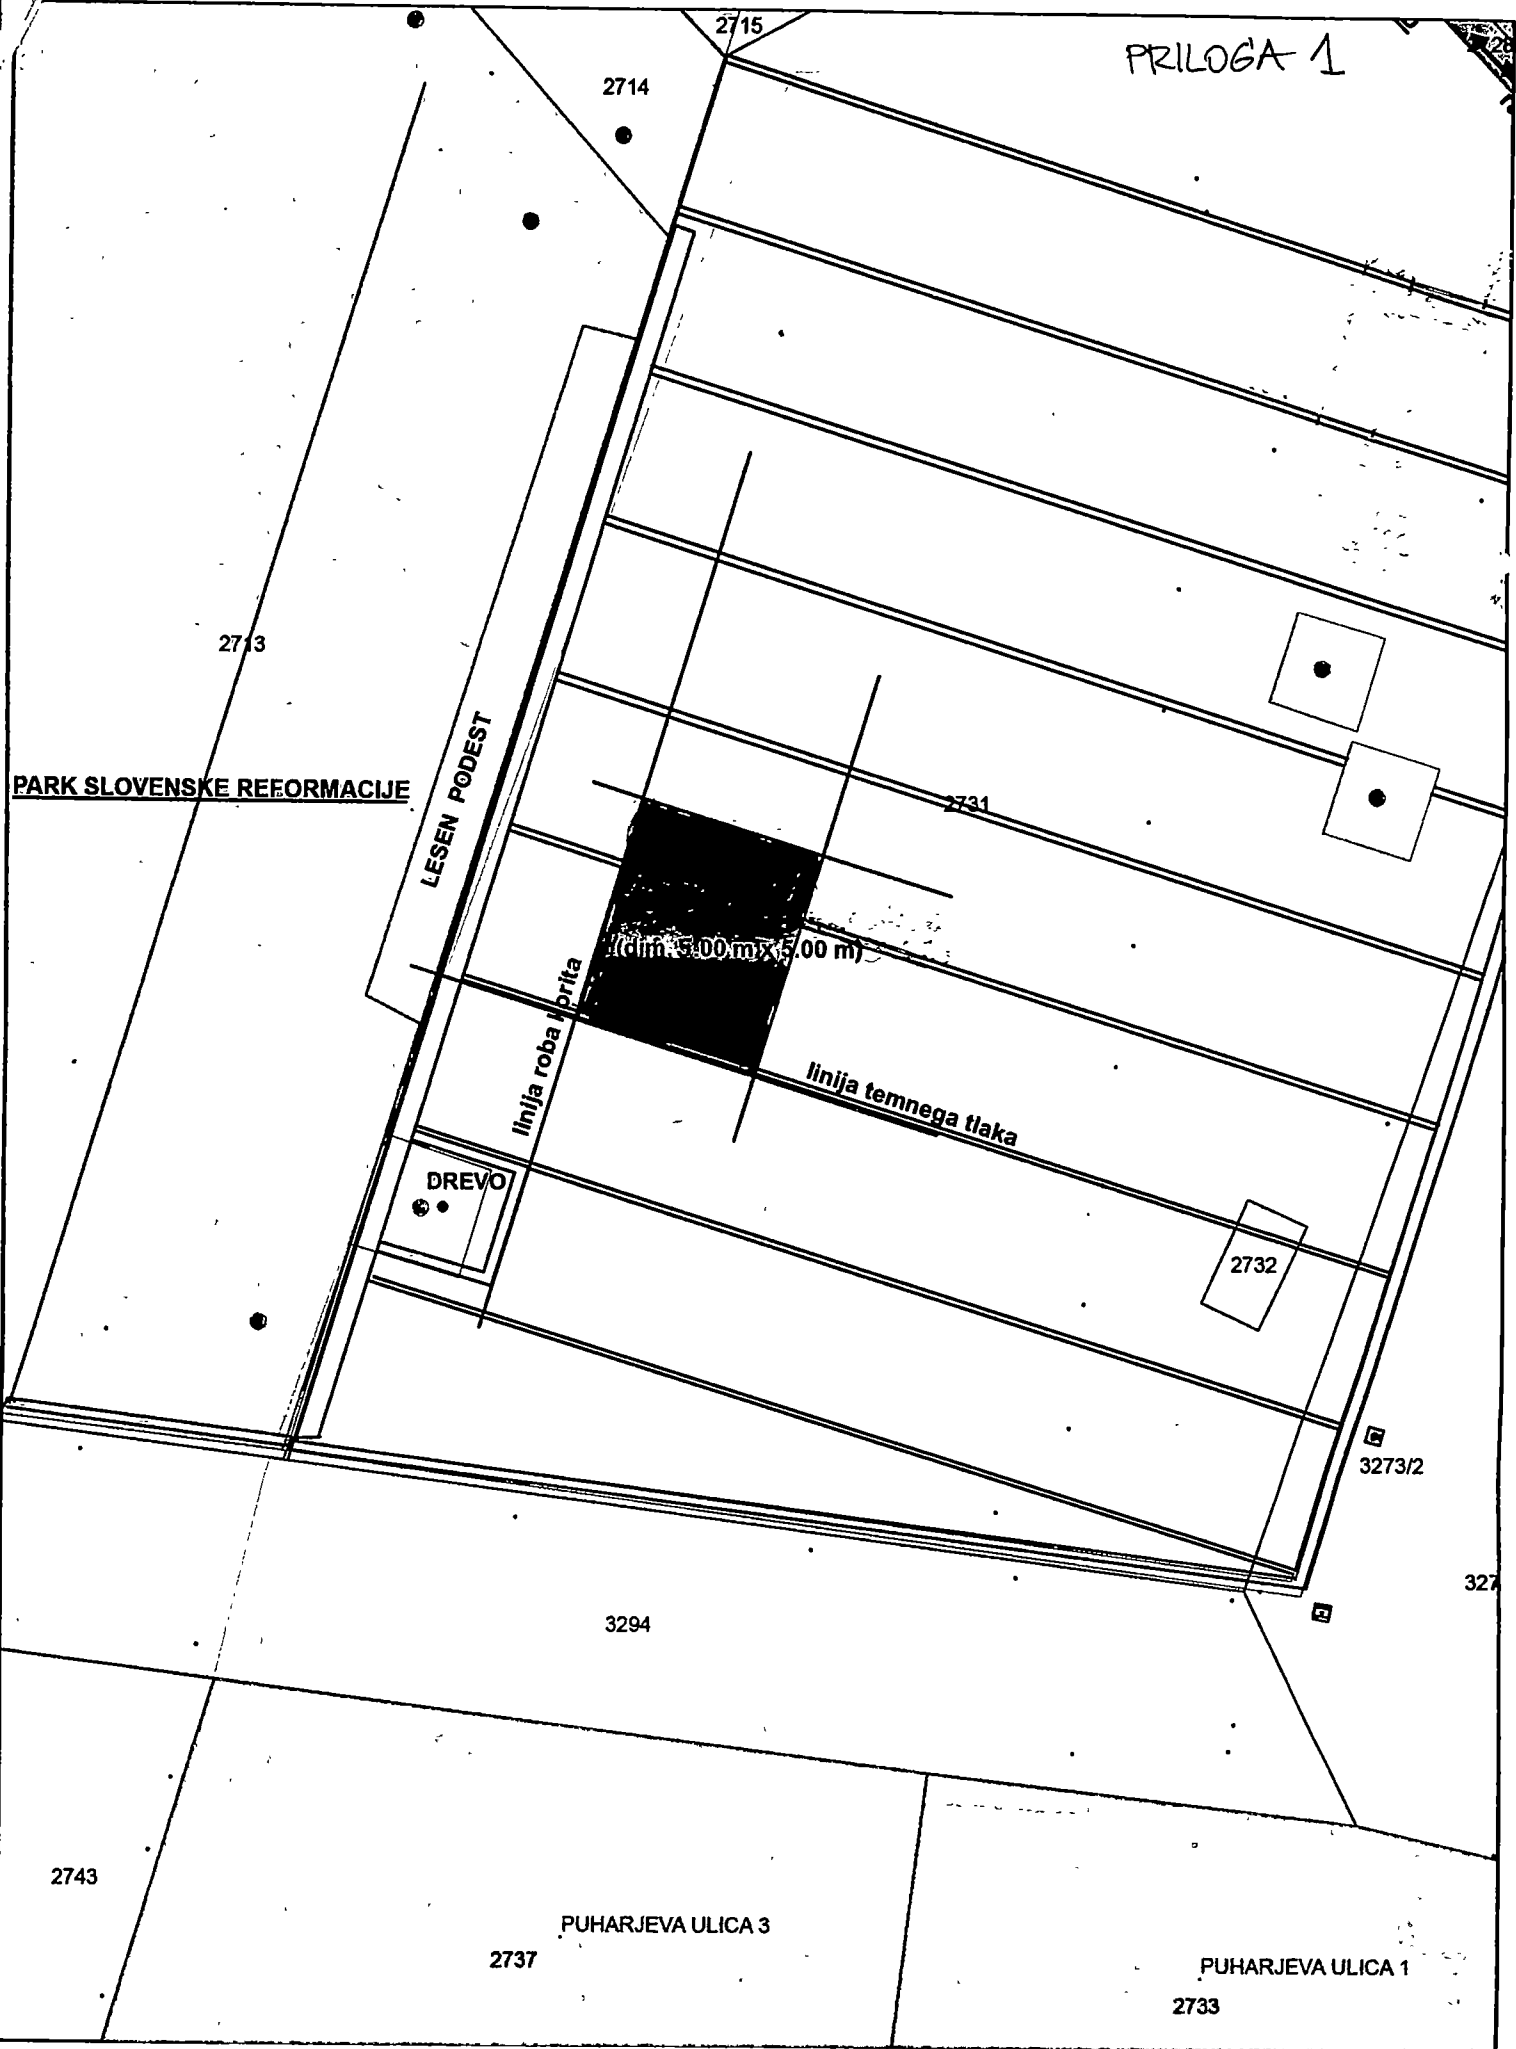 2715
PRILOGA 1
2714
2713
LESEN PODEST
PARK SLOVENSKE REFORMACIJE
2731
(dim. 5.00 m x 5.00 m)
linija roba korita
linija temnega tlaka
DREVO
2732
3273/2
327
3294
2743
PUHARJEVA ULICA 3
2737
PUHARJEVA ULICA 1
2733